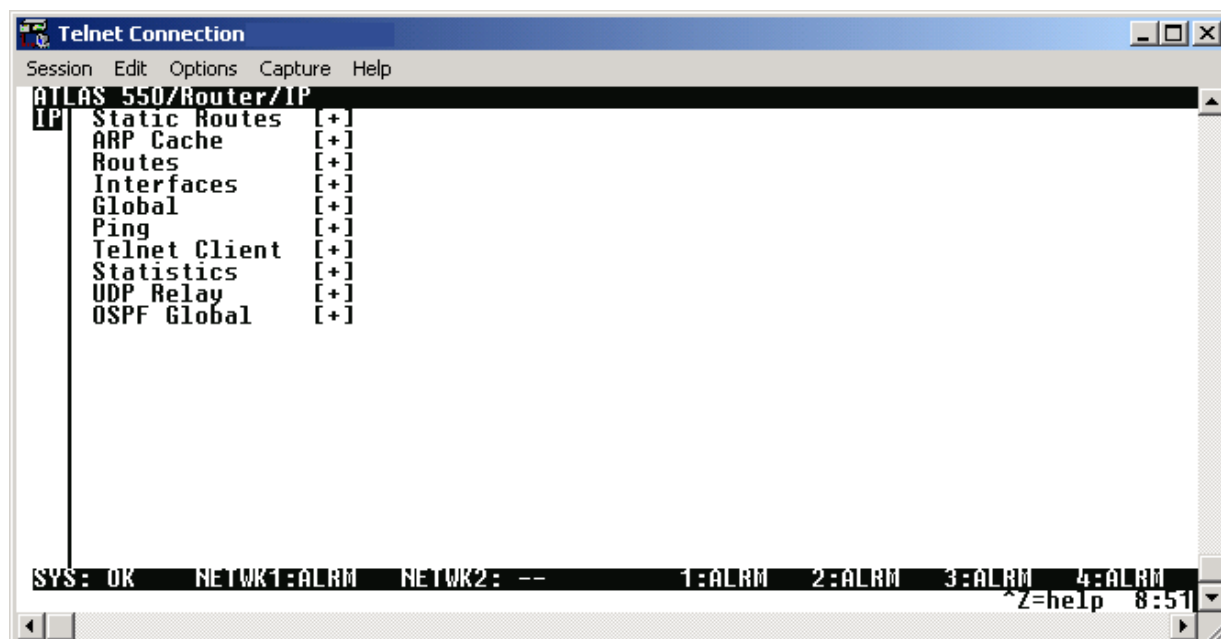 Telnet Connection
Session Edit Options Capture Help
ATLAS 550/Router/IP
IP Static Routes [+]
ARP Cache [+]
Routes [+]
Interfaces [+]
Global [+]
Ping [+]
Telnet Client [+]
Statistics [+]
UDP Relay [+]
OSPF Global [+]
SYS: OK NETWK1:ALRM NETWK2: -- 1:ALRM 2:ALRM 3:ALRM 4:ALRM
^Z=help 8:51